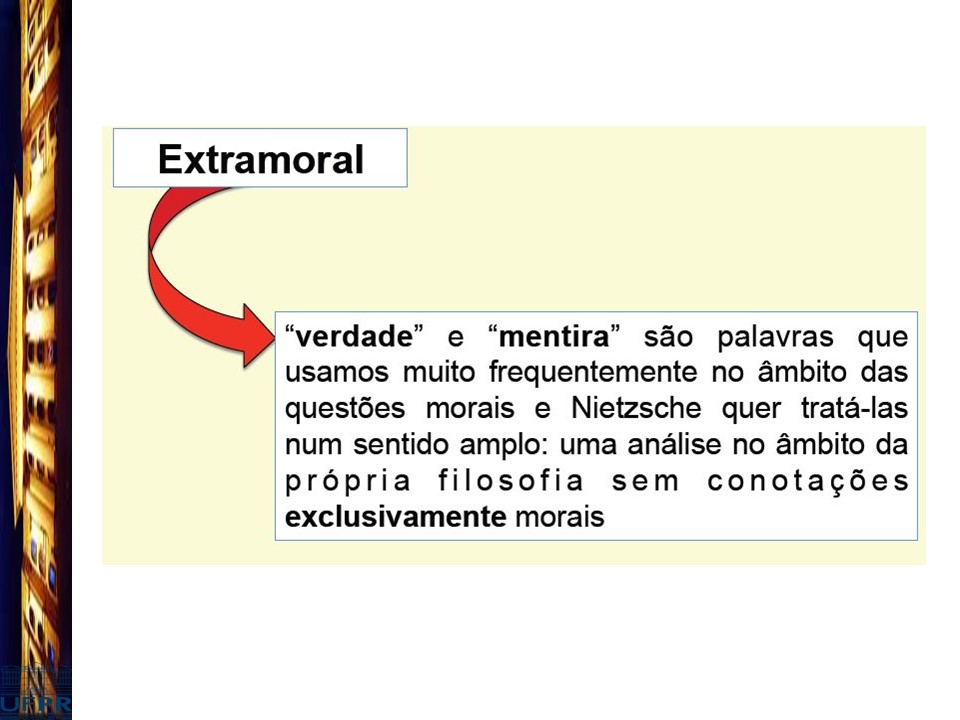 Extramoral
“verdade” e “mentira” são palavras que
usamos muito frequentemente no âmbito das
questões morais e Nietzsche quer tratá-las
num sentido amplo: uma análise no âmbito da
própria filosofia sem conotações
exclusivamente morais
UFPR